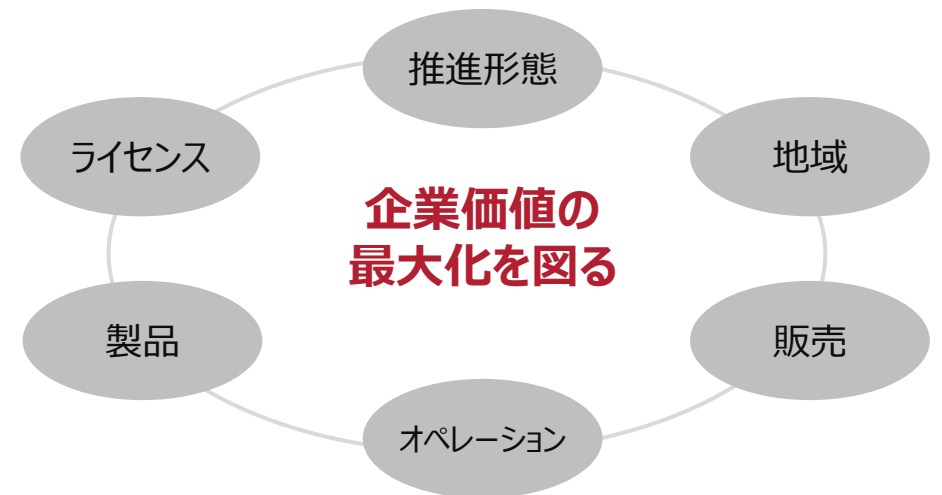 推進形態
ライセンス
地域
企業価値の
最大化を図る
製品
販売
オペレーション